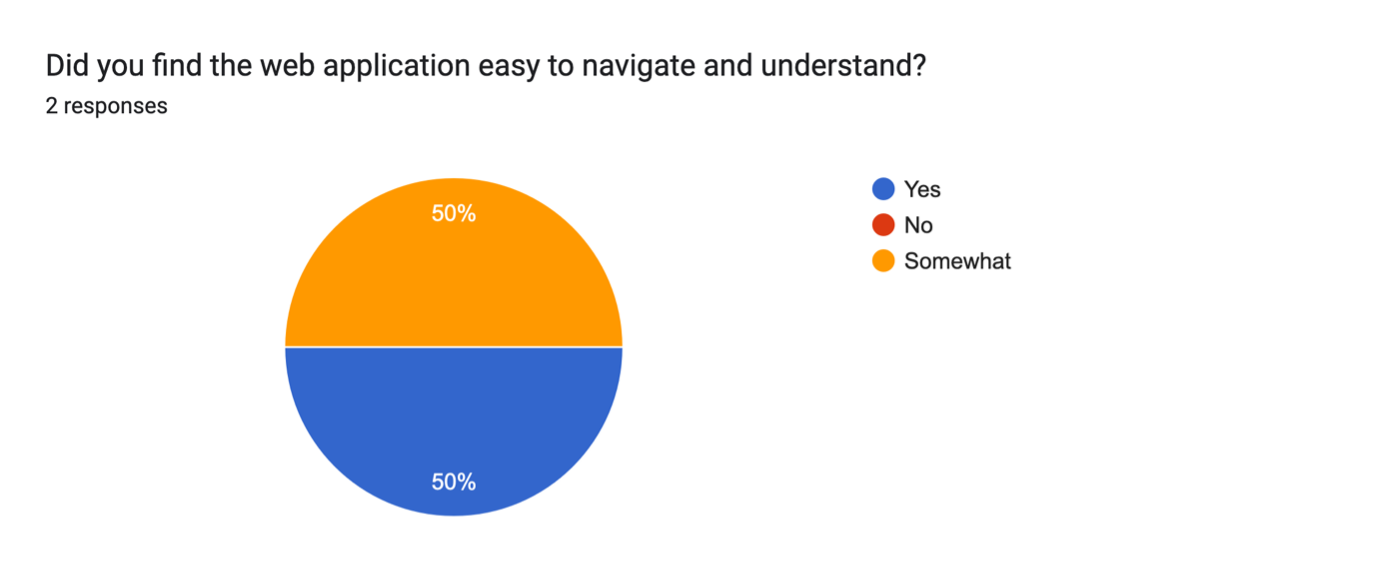 Did you find the web application easy to navigate and understand?
2 responses
50%
50%
Yes
No
Somewhat